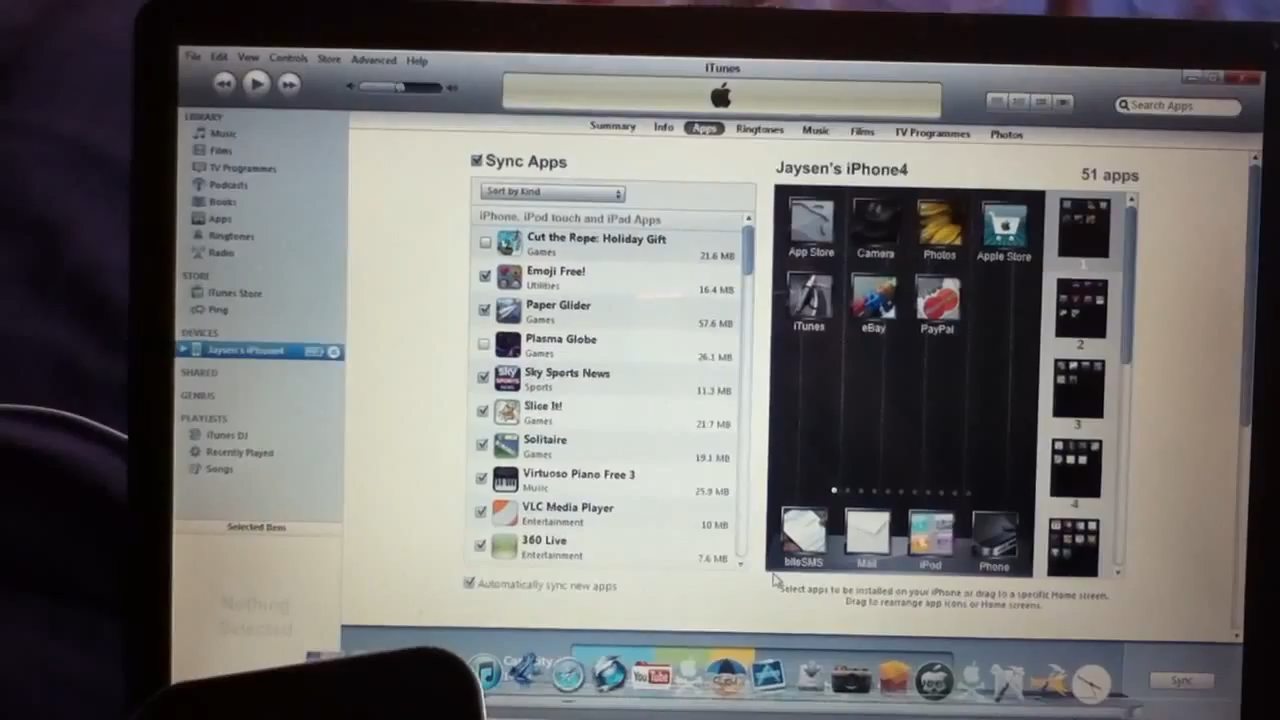 File Edit View Controls Store Advanced Help
iTunes
Search Apps
LIBRARY
Music
Films
TV Programmes
Podcasts
Books
Apps
Ringtones
Radio
STORE
iTunes Store
Ping
DEVICES
Jaysen's iPhone4
SHARED
GENIUS
PLAYLISTS
iTunes DJ
Recently Played
Songs
Selected Item
Nothing
Selected
Summary Info Apps Ringtones Music Films TV Programmes Photos
Sync Apps
Sort by Kind
iPhone, iPod touch and iPad Apps
Cut the Rope: Holiday Gift
Games 21.6 MB
Emoji Free!
Utilities 16.4 MB
Paper Glider
Games 57.6 MB
Plasma Globe
Games 26.1 MB
Sky Sports News
Sports 11.3 MB
Slice It!
Games 21.7 MB
Solitaire
Games 19.1 MB
Virtuoso Piano Free 3
Music 25.9 MB
VLC Media Player
Entertainment 10 MB
360 Live
Entertainment 7.6 MB
Automatically sync new apps
Jaysen's iPhone4 51 apps
App Store Camera Photos Apple Store
iTunes eBay PayPal
biteSMS Mail iPod Phone
1
2
3
4
Select apps to be installed on your iPhone or drag to a specific Home screen.
Drag to rearrange app icons or Home screens.
You Tube
Sync